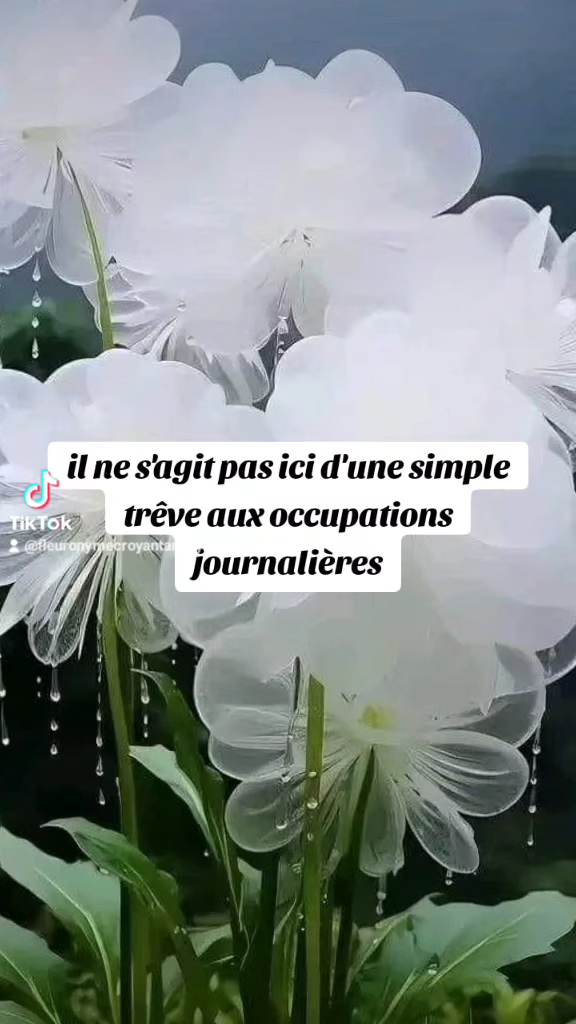 il ne s'agit pas ici d'une simple
trêve aux occupations
journalières
TikTok